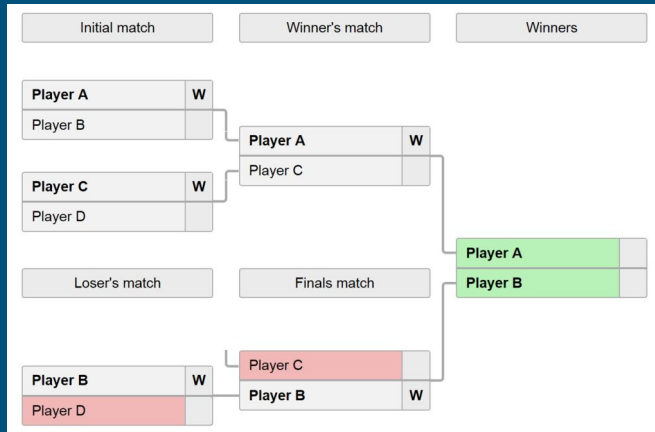 Initial match
Winner's match
Winners
Player A W
Player B
Player A W
Player C
Player C W
Player D
Player A
Player B
Loser's match
Finals match
Player C
Player B W
Player B W
Player D